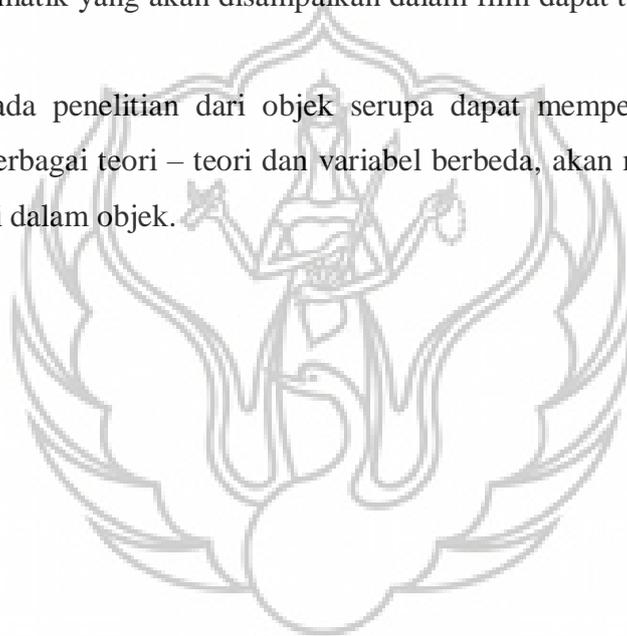 matik yang akan disampaikan dalam film dapat
ada penelitian dari objek serupa dapat
erbagai teori – teori dan variabel berbeda, akan
i dalam objek.